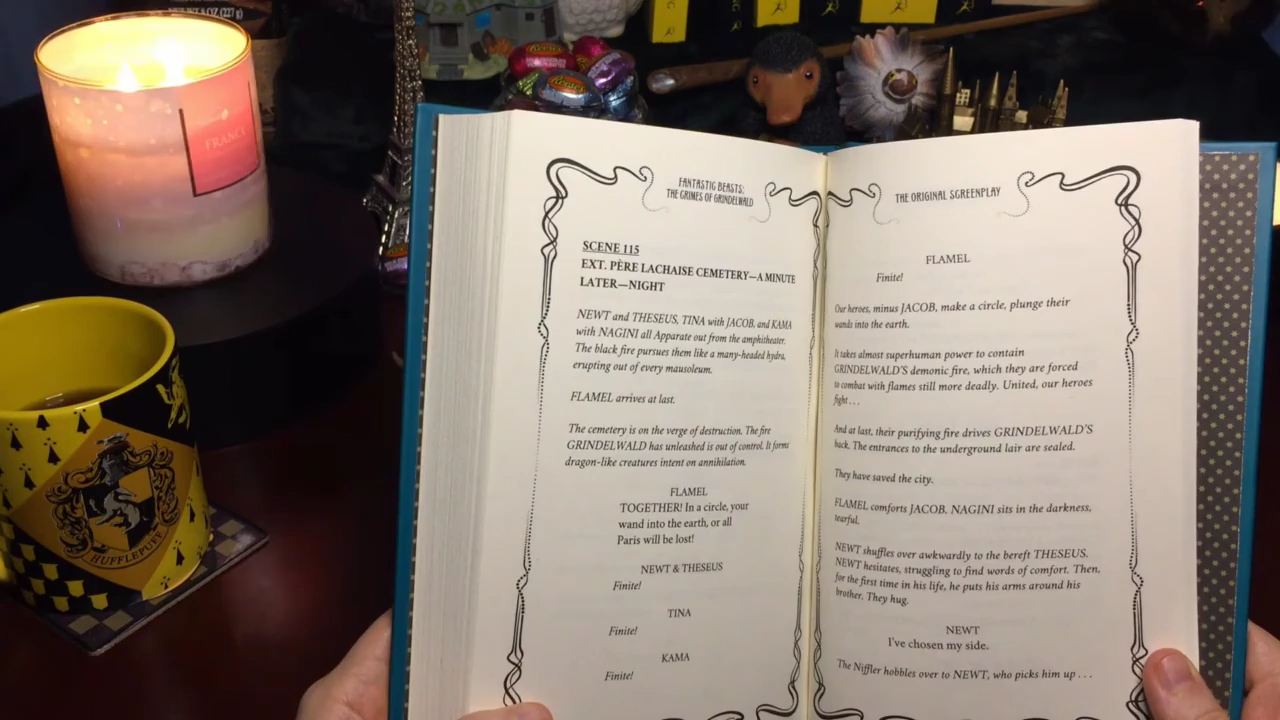 NET WT 8 OZ (227 g)
FRANCE
Reese's
Reese's
HUFFLEPUFF
FANTASTIC BEASTS:
THE CRIMES OF GRINDELWALD
SCENE 115
EXT. PÈRE LACHAISE CEMETERY—A MINUTE
LATER—NIGHT
NEWT and THESEUS, TINA with JACOB, and KAMA
with NAGINI all Apparate out from the amphitheater.
The black fire pursues them like a many-headed hydra,
erupting out of every mausoleum.
FLAMEL arrives at last.
The cemetery is on the verge of destruction. The fire
GRINDELWALD has unleashed is out of control. It forms
dragon-like creatures intent on annihilation.
FLAMEL
TOGETHER! In a circle, your
wand into the earth, or all
Paris will be lost!
NEWT & THESEUS
Finite!
TINA
Finite!
KAMA
Finite!
THE ORIGINAL SCREENPLAY
FLAMEL
Finite!
Our heroes, minus JACOB, make a circle, plunge their
wands into the earth.
It takes almost superhuman power to contain
GRINDELWALD'S demonic fire, which they are forced
to combat with flames still more deadly. United, our heroes
fight . . .
And at last, their purifying fire drives GRINDELWALD'S
back. The entrances to the underground lair are sealed.
They have saved the city.
FLAMEL comforts JACOB. NAGINI sits in the darkness,
tearful.
NEWT shuffles over awkwardly to the bereft THESEUS.
NEWT hesitates, struggling to find words of comfort. Then,
for the first time in his life, he puts his arms around his
brother. They hug.
NEWT
I've chosen my side.
The Niffler hobbles over to NEWT, who picks him up . . .